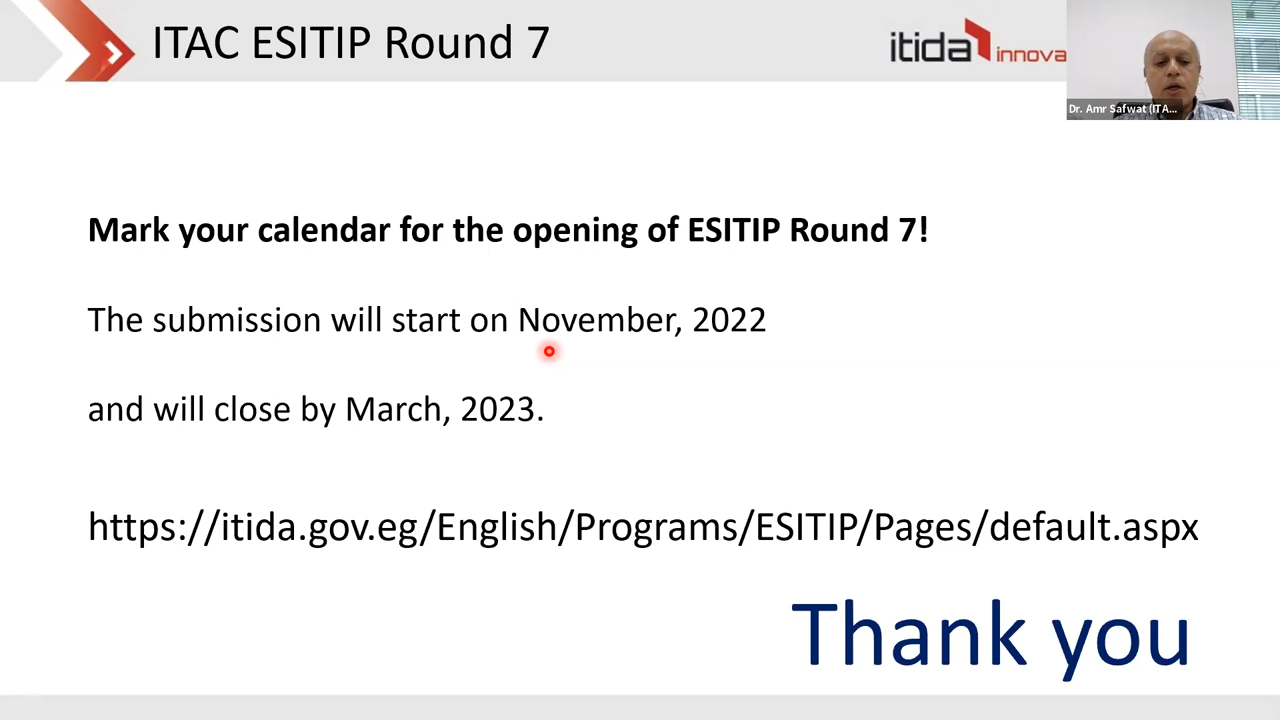 ITAC ESITIP Round 7
itida innova
Dr. Amr Safwat (ITA...
Mark your calendar for the opening of ESITIP Round 7!
The submission will start on November, 2022
and will close by March, 2023.
https://itida.gov.eg/English/Programs/ESITIP/Pages/default.aspx
Thank you